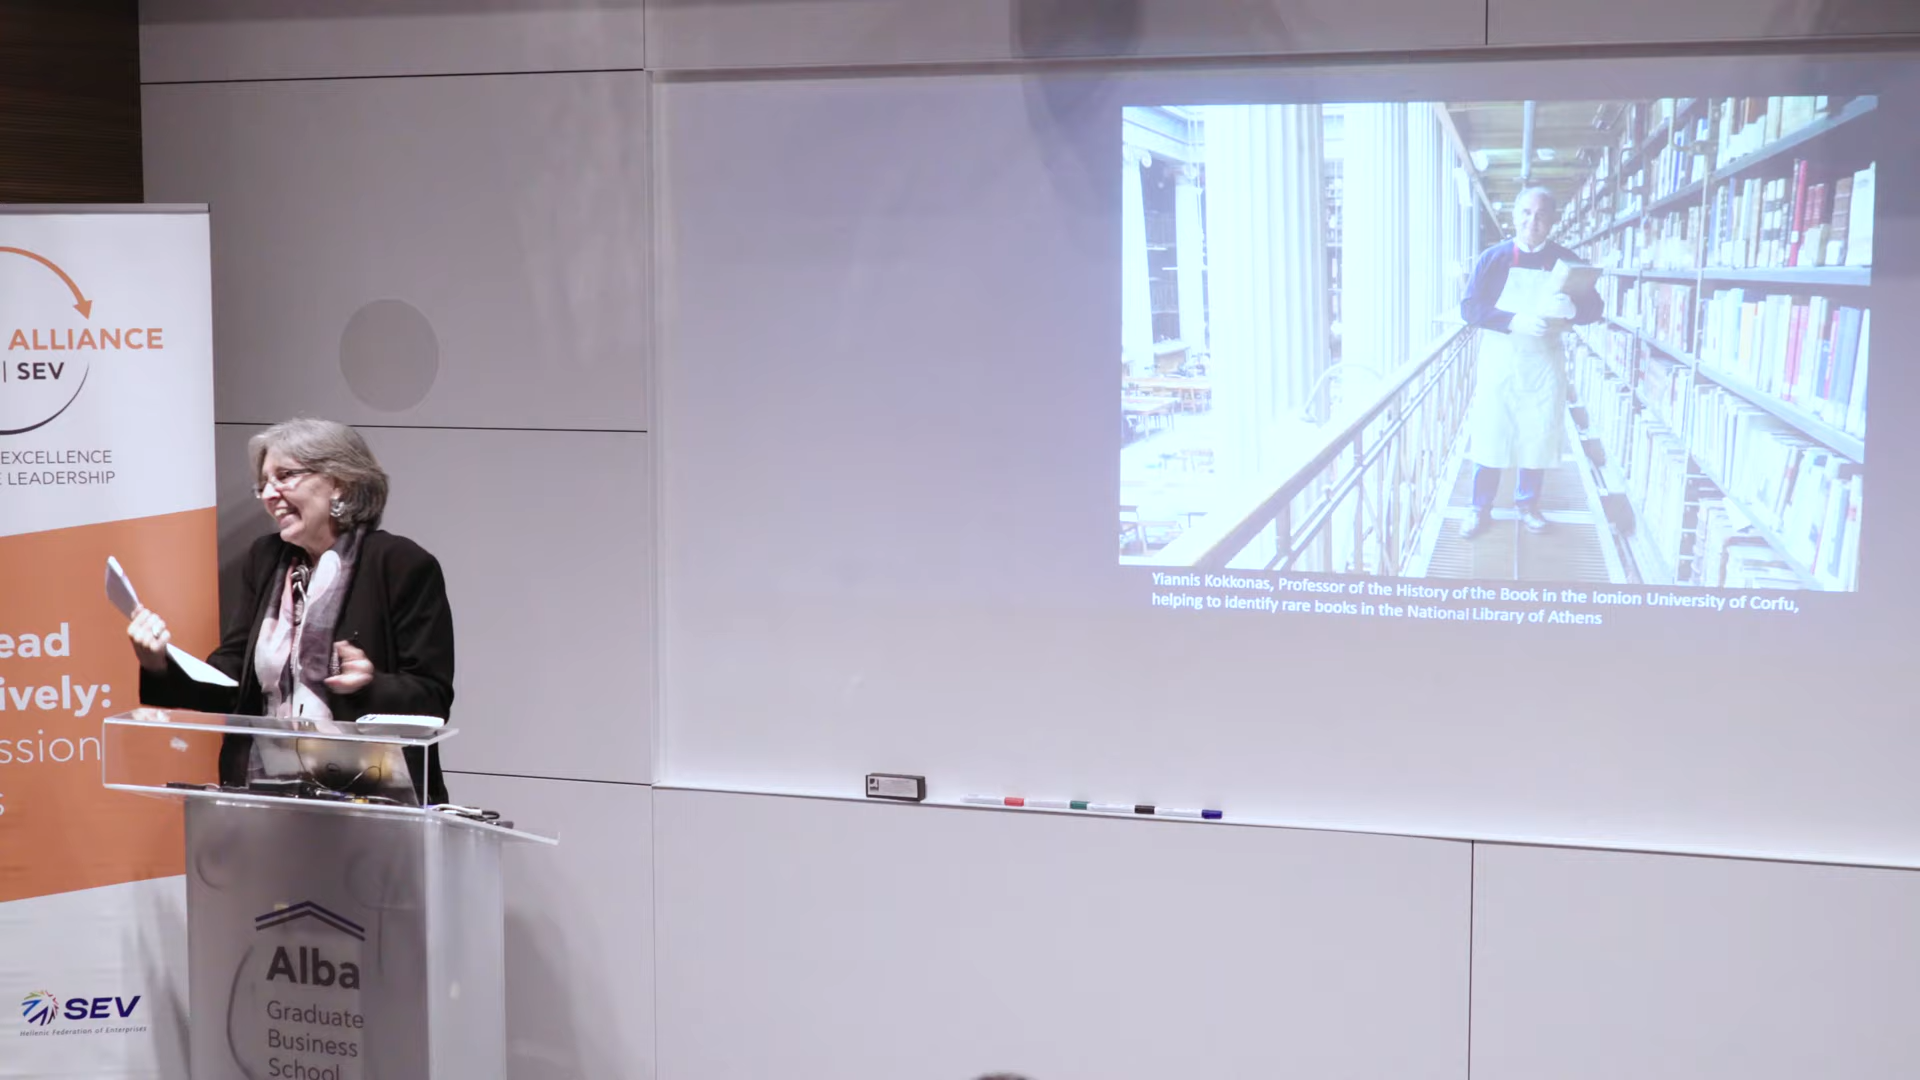 ALLIANCE
| SEV
EXCELLENCE
LEADERSHIP
ead
ively:
ssion
s
SEV
Hellenic Federation of Enterprises
Alba
Graduate
Business
School
Yiannis Kokkonas, Professor of the History of the Book in the Ionion University of Corfu,
helping to identify rare books in the National Library of Athens